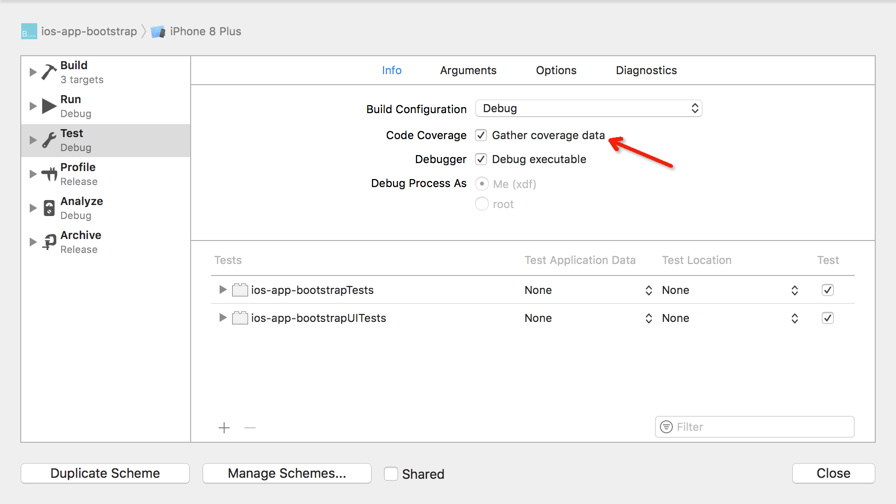 B...
ios-app-bootstrap
iPhone 8 Plus
Build
3 targets
Run
Debug
Test
Debug
Profile
Release
Analyze
Debug
Archive
Release
Info Arguments Options Diagnostics
Build Configuration Debug
Code Coverage Gather coverage data
Debugger Debug executable
Debug Process As Me (xdf)
root
Tests Test Application Data Test Location Test
ios-app-bootstrapTests None None
ios-app-bootstrapUITests None None
Filter
Duplicate Scheme Manage Schemes... Shared Close